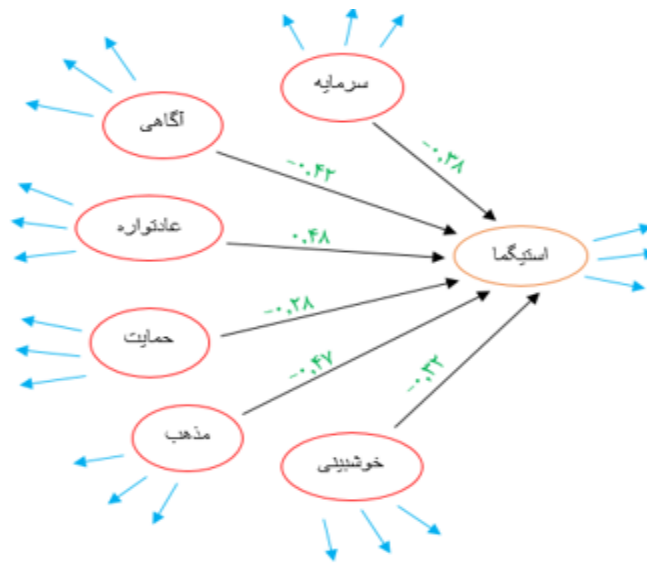 سرمایه
-۰.۳۸
آگاهی
-۰.۴۲
عادتواره
۰.۴۸
استیگما
حمایت
-۰.۲۸
مذهب
-۰.۴۷
خوشبینی
-۰.۳۲